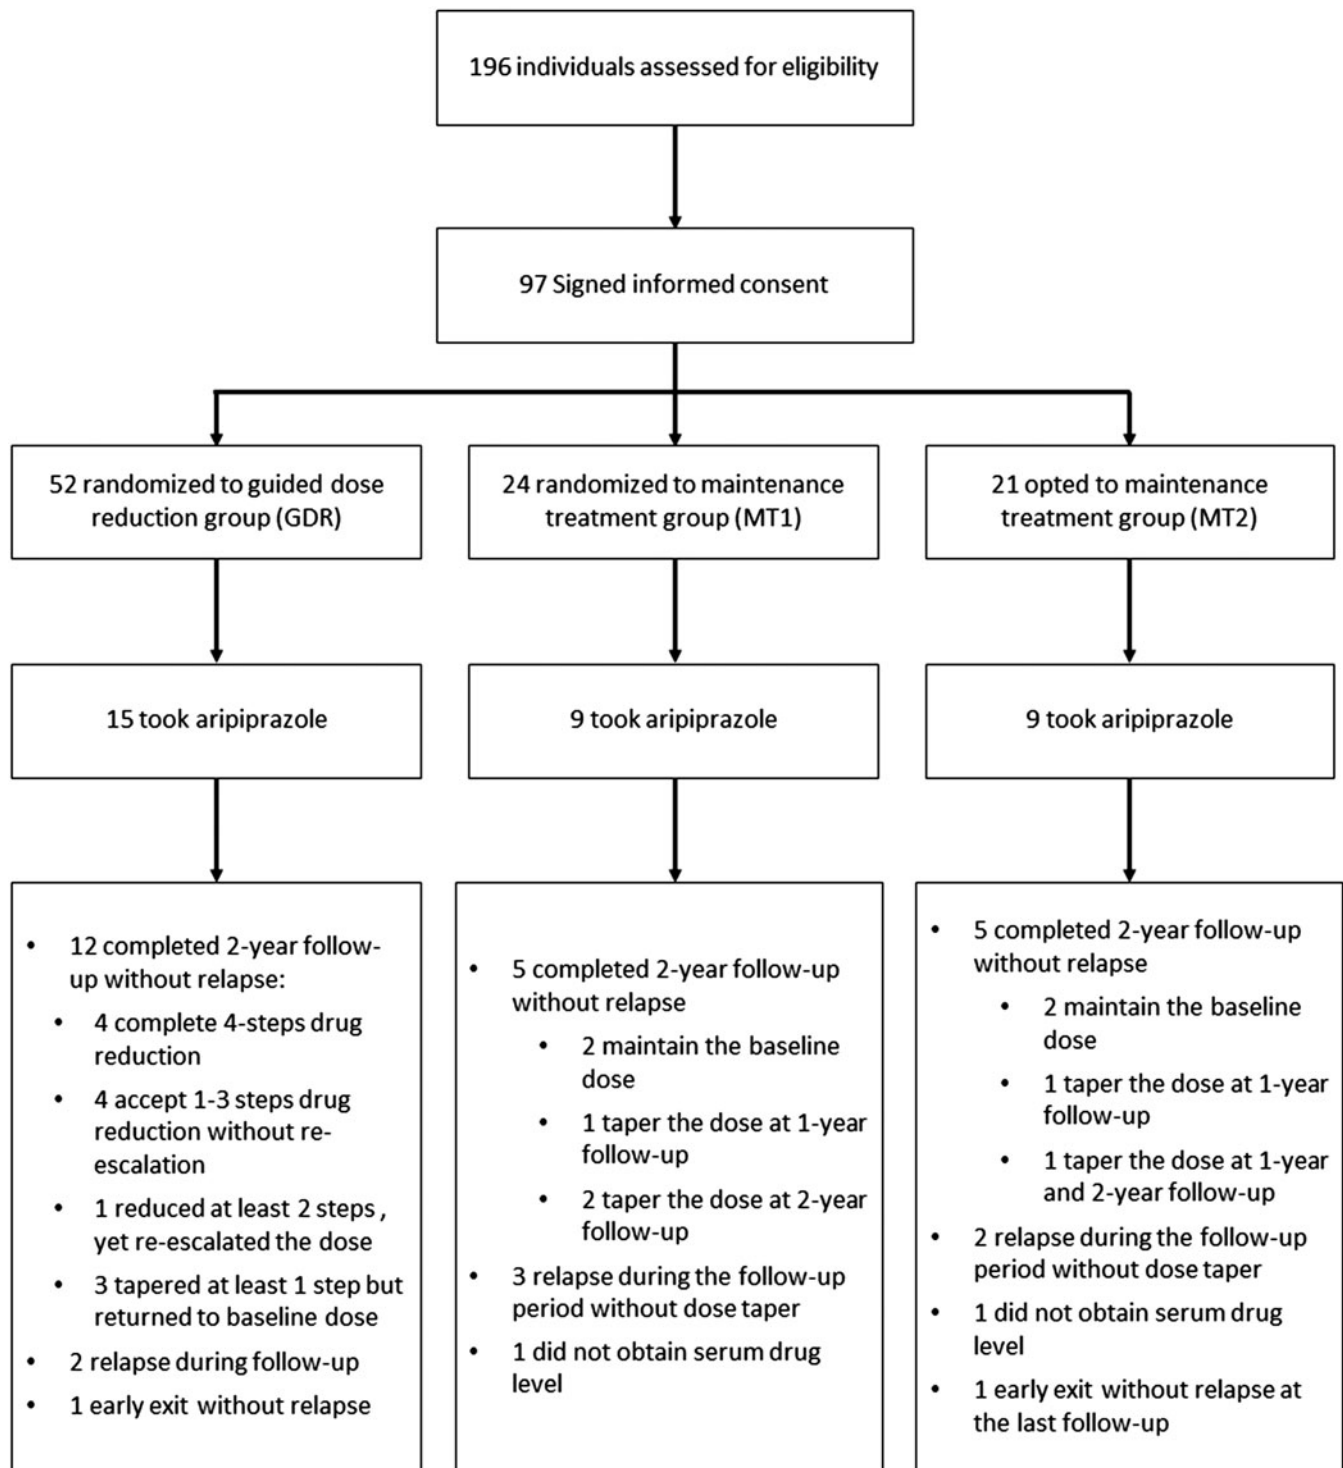 196 individuals assessed for eligibility
97 Signed informed consent
52 randomized to guided dose
reduction group (GDR)
24 randomized to maintenance
treatment group (MT1)
21 opted to maintenance
treatment group (MT2)
15 took aripiprazole
9 took aripiprazole
9 took aripiprazole
• 12 completed 2-year follow-
up without relapse:
• 4 complete 4-steps drug
reduction
• 4 accept 1-3 steps drug
reduction without re-
escalation
• 1 reduced at least 2 steps ,
yet re-escalated the dose
• 3 tapered at least 1 step but
returned to baseline dose
• 2 relapse during follow-up
• 1 early exit without relapse
• 5 completed 2-year follow-up
without relapse
• 2 maintain the baseline
dose
• 1 taper the dose at 1-year
follow-up
• 2 taper the dose at 2-year
follow-up
• 3 relapse during the follow-up
period without dose taper
• 1 did not obtain serum drug
level
• 5 completed 2-year follow-up
without relapse
• 2 maintain the baseline
dose
• 1 taper the dose at 1-year
follow-up
• 1 taper the dose at 1-year
and 2-year follow-up
• 2 relapse during the follow-up
period without dose taper
• 1 did not obtain serum drug
level
• 1 early exit without relapse at
the last follow-up